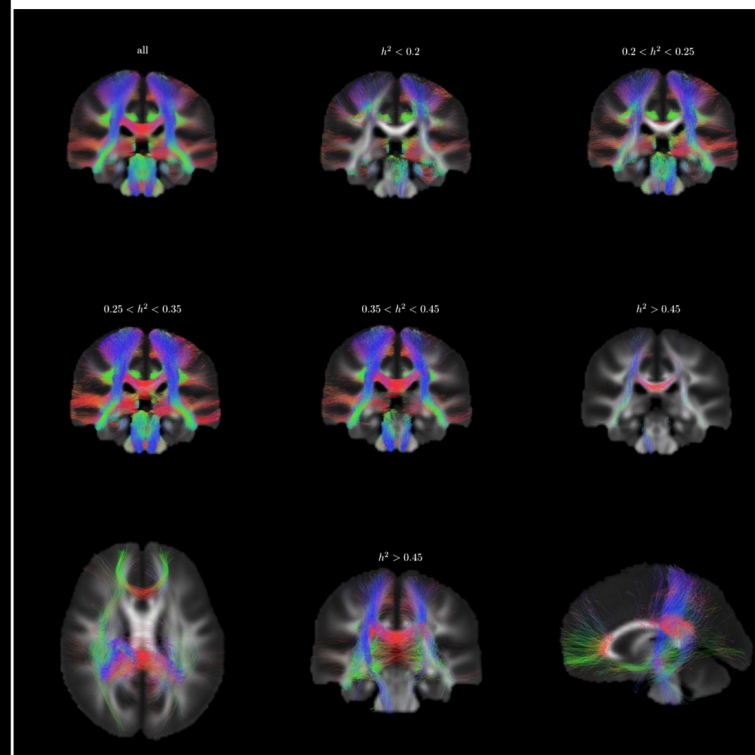 all
h² < 0.2
0.2 < h² < 0.25
0.25 < h² < 0.35
0.35 < h² < 0.45
h² > 0.45
h² > 0.45